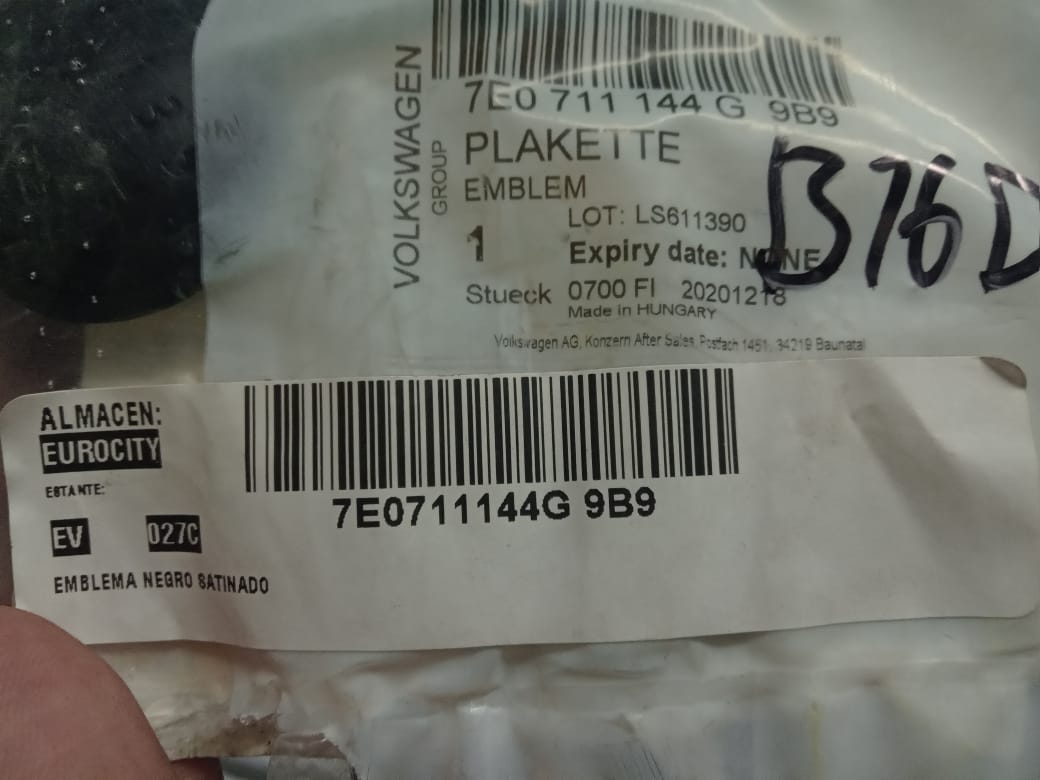 VOLKSWAGEN
GROUP
7E0 711 144 G 9B9
PLAKETTE
EMBLEM
LOT: LS611390
1
Expiry date: NONE
Stueck 0700 FI 20201218
Made in HUNGARY
Volkswagen AG, Konzern After Sales, Postfach 1451, 34219 Baunatal
B76D
ALMACEN:
EUROCITY
ESTANTE:
EV 027C
7E0711144G 9B9
EMBLEMA NEGRO SATINADO